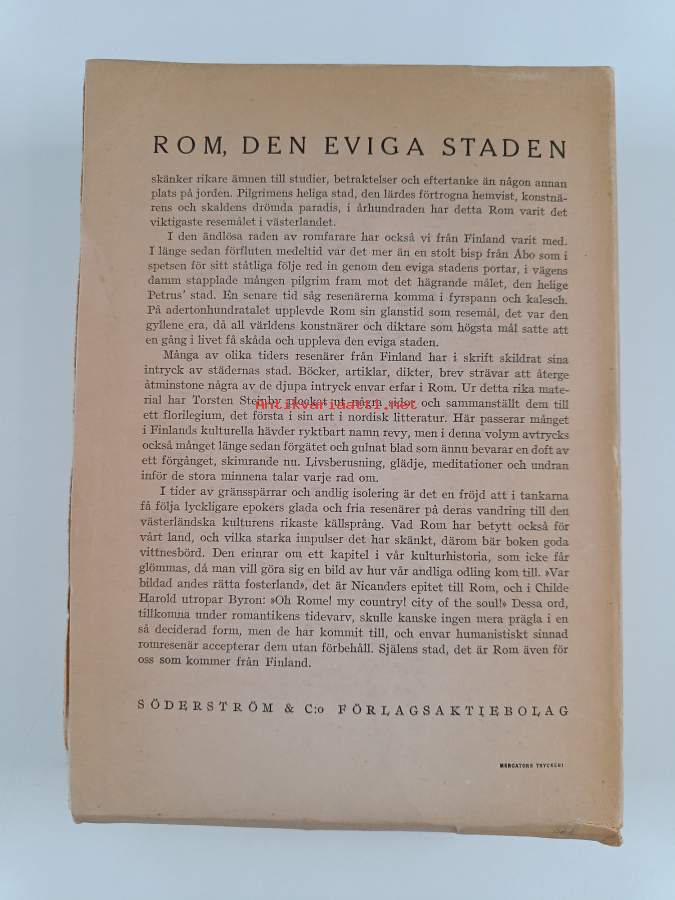 ROM, DEN EVIGA STADEN
skänker rikare ämnen till studier, betraktelser och eftertanke än någon annan
plats på jorden. Pilgrimens heliga stad, den lärdes förtrogna hemvist, konstnä-
rens och skaldens drömda paradis, i århundraden har detta Rom varit det
viktigaste resemålet i västerlandet.
I den ändlösa raden av romfarare har också vi från Finland varit med.
I länge sedan förfluten medeltid var det mer än en stolt bisp från Åbo som i
spetsen för sitt ståtliga följe red in genom den eviga stadens portar, i vägens
damm stapplade mången pilgrim fram mot det hägrande målet, den helige
Petrus' stad. En senare tid såg resenärerna komma i fyrspann och kalesch.
På adertonhundratalet upplevde Rom sin glanstid som resemål, det var den
gyllene era, då all världens konstnärer och diktare som högsta mål satte att
en gång i livet få skåda och uppleva den eviga staden.
Många av olika tiders resenärer från Finland har i skrift skildrat sina
intryck av städernas stad. Böcker, artiklar, dikter, brev strävar att återge
åtminstone några av de djupa intryck envar erfar i Rom. Ur detta rika mate-
rial har Torsten Steinby plockat ut några sidor och sammanställt dem till
antikvariaatti.net
ett florilegium, det första i sin art i nordisk litteratur. Här passerar månget
i Finlands kulturella hävder ryktbart namn revy, men i denna volym avtrycks
också månget länge sedan förgätet och gulnat blad som ännu bevarar en doft av
ett förgånget, skimrande nu. Livsberusning, glädje, meditationer och undran
inför de stora minnena talar varje rad om.
I tider av gränsspärrar och andlig isolering är det en fröjd att i tankarna
få följa lyckligare epokers glada och fria resenärer på deras vandring till den
västerländska kulturens rikaste källsprång. Vad Rom har betytt också för
vårt land, och vilka starka impulser det har skänkt, därom bär boken goda
vittnesbörd. Den erinrar om ett kapitel i vår kulturhistoria, som icke får
glömmas, då man vill göra sig en bild av hur vår andliga odling kom till. »Var
bildad andes rätta fosterland», det är Nicanders epitet till Rom, och i Childe
Harold utropar Byron: »Oh Rome! my country! city of the soul!» Dessa ord,
tillkomna under romantikens tidevarv, skulle kanske ingen mera prägla i en
så deciderad form, men de har kommit till, och envar humanistiskt sinnad
romresenär accepterar dem utan förbehåll. Själens stad, det är Rom även för
oss som kommer från Finland.
SÖDERSTRÖM & C:o FÖRLAGSAKTIEBOLAG
MERCATORS TRYCKERI